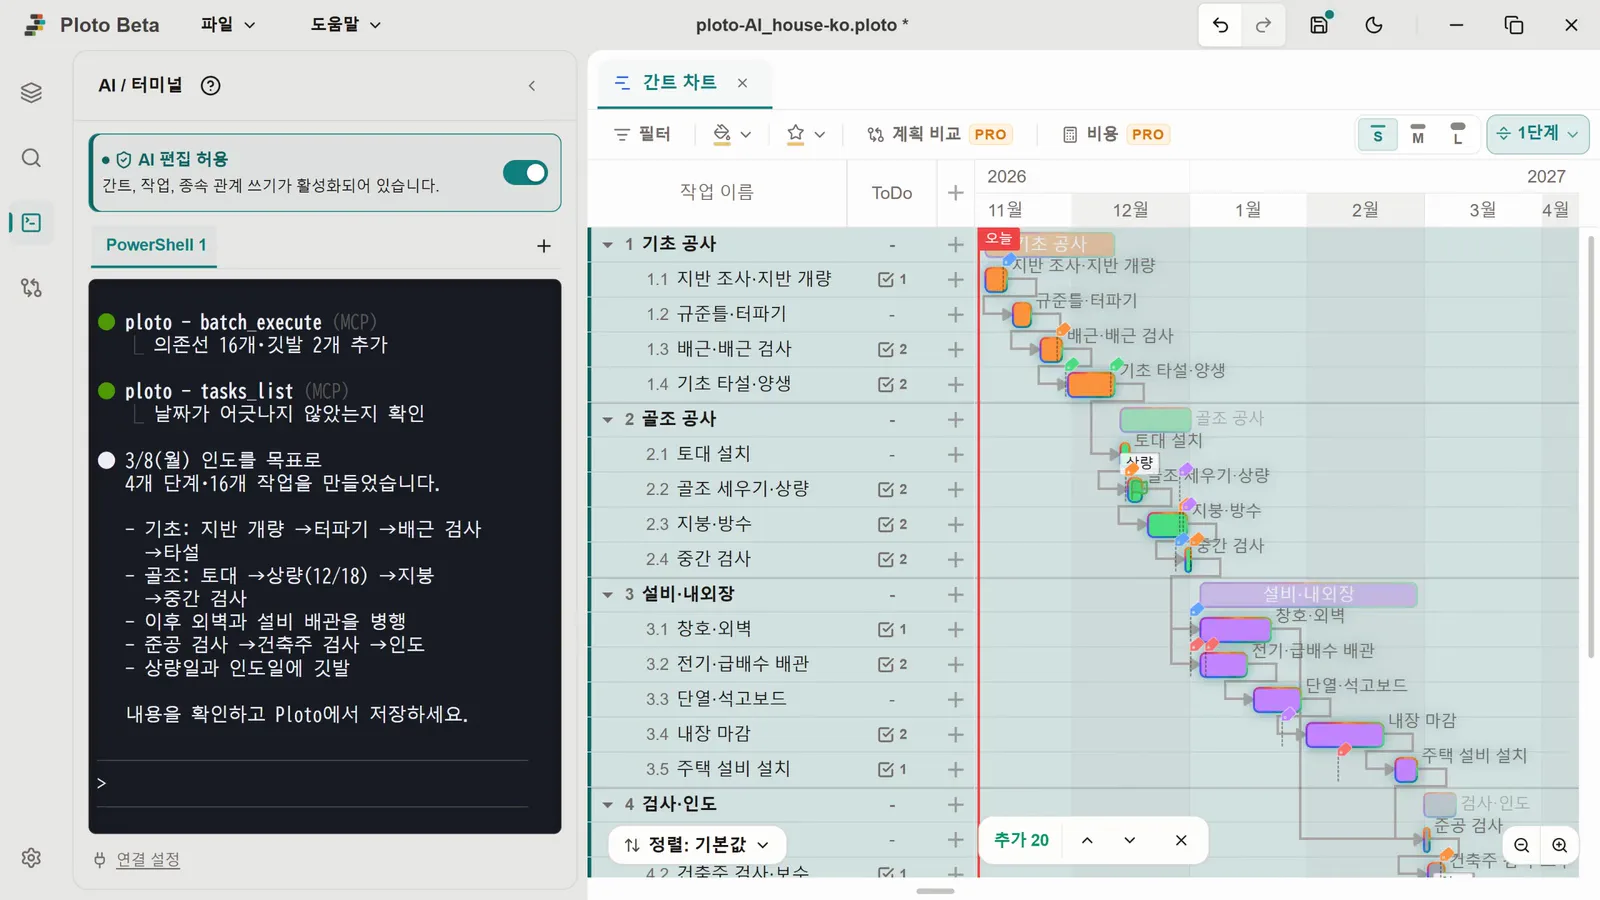 Ploto Beta
파일
도움말
ploto-AI_house-ko.ploto *
AI / 터미널
AI 편집 허용
간트, 작업, 종속 관계 쓰기가 활성화되어 있습니다.
PowerShell 1
ploto - batch_execute (MCP)
의존선 16개·깃발 2개 추가
ploto - tasks_list (MCP)
날짜가 어긋나지 않았는지 확인
3/8(월) 인도를 목표로
4개 단계·16개 작업을 만들었습니다.
- 기초: 지반 개량 →터파기 →배근 검사
→타설
- 골조: 토대 →상량(12/18) →지붕
→중간 검사
- 이후 외벽과 설비 배관을 병행
- 준공 검사 →건축주 검사 →인도
- 상량일과 인도일에 깃발
내용을 확인하고 Ploto에서 저장하세요.
>
연결 설정
간트 차트
필터
계획 비교 PRO
비용 PRO
S
M
L
1단계
작업 이름
ToDo
2026
2027
11월
12월
1월
2월
3월
4월
오늘
1 기초 공사 -
기초 공사
1.1 지반 조사·지반 개량 1
지반 조사·지반 개량
1.2 규준틀·터파기 -
규준틀·터파기
1.3 배근·배근 검사 2
배근·배근 검사
1.4 기초 타설·양생 2
기초 타설·양생
2 골조 공사 -
골조 공사
2.1 토대 설치 -
토대 설치
상량
2.2 골조 세우기·상량 2
골조 세우기·상량
2.3 지붕·방수 2
지붕·방수
2.4 중간 검사 2
중간 검사
3 설비·내외장 -
설비·내외장
3.1 창호·외벽 1
창호·외벽
3.2 전기·급배수 배관 2
전기·급배수 배관
3.3 단열·석고보드 -
단열·석고보드
3.4 내장 마감 2
내장 마감
3.5 주택 설비 설치 1
주택 설비 설치
4 검사·인도 -
검사·인도
-
준공 검사
정렬: 기본값
추가 20
4.2 건축주 검사·보수 1
건축주